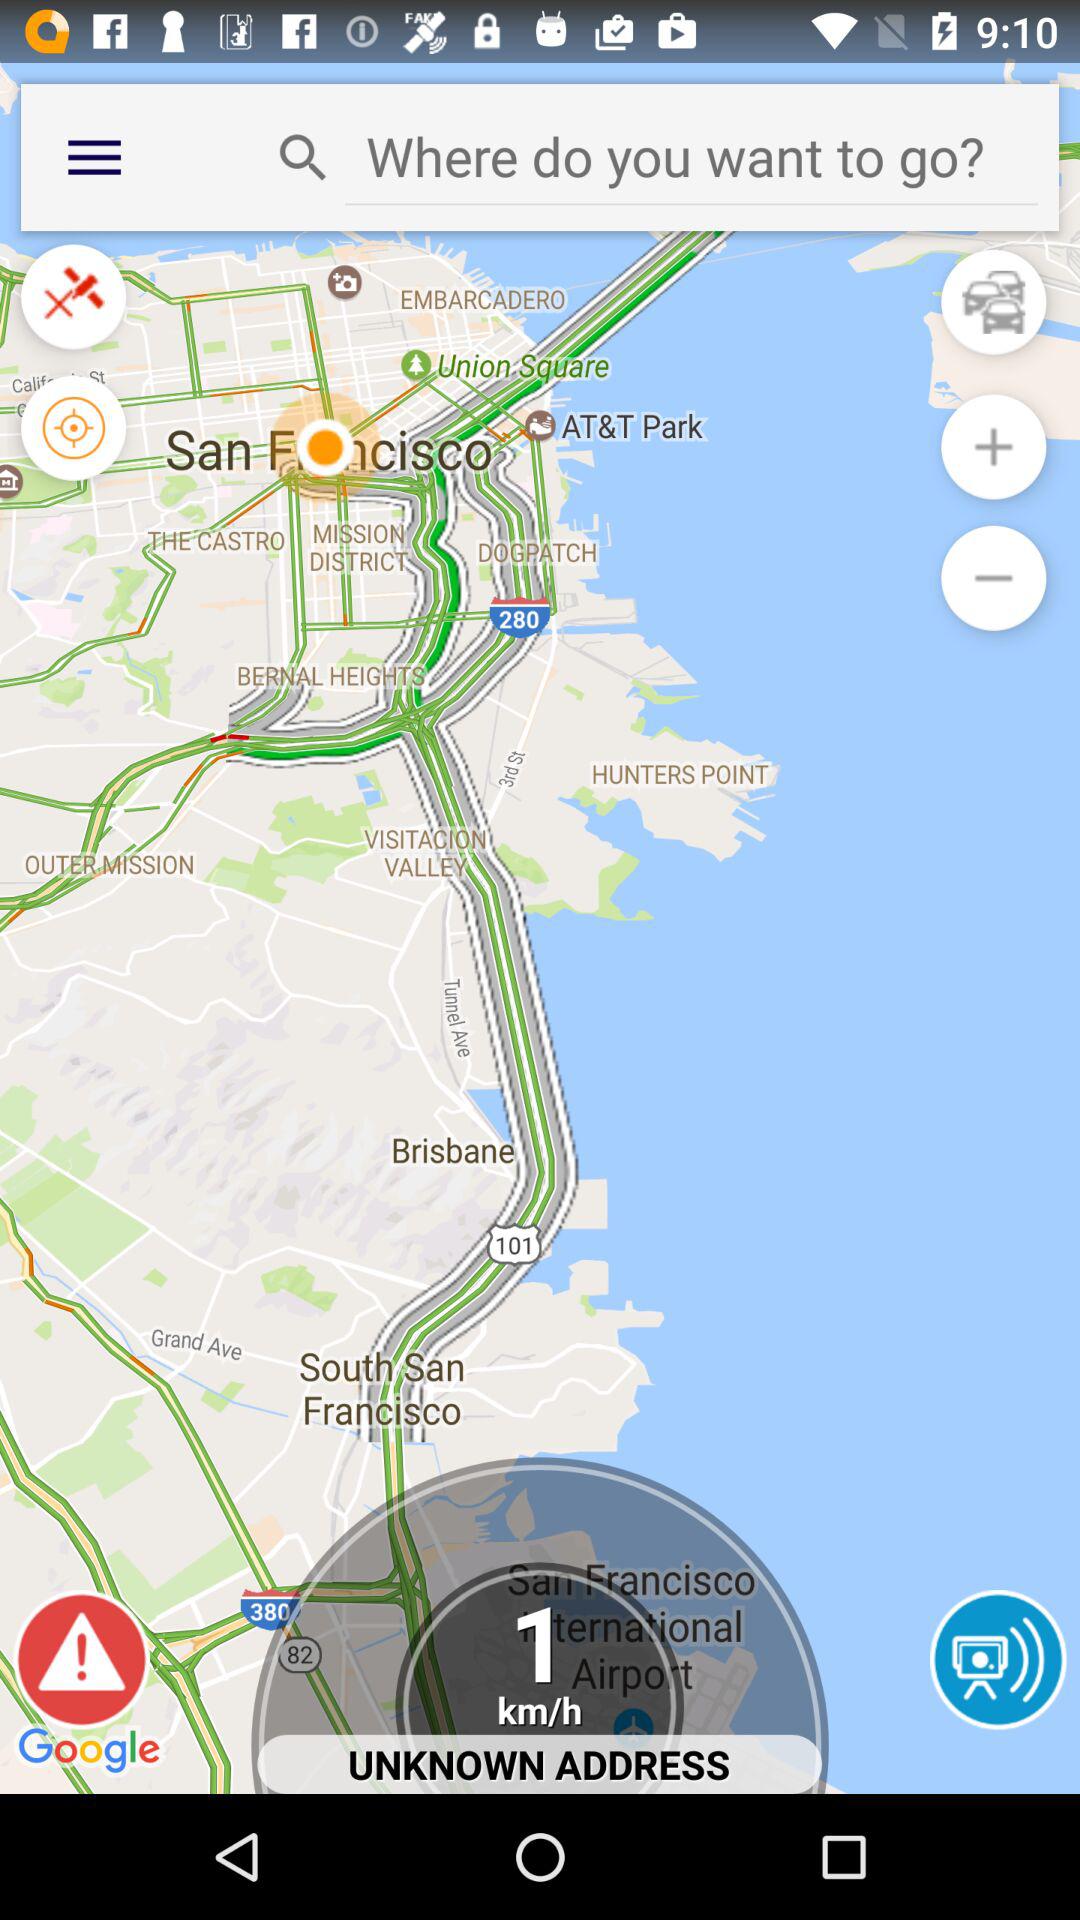 FAKE
9:10
Where do you want to go?
EMBARCADERO
Union Square
AT&T Park
San Francisco
THE CASTRO
MISSION
DISTRICT
DOGPATCH
280
BERNAL HEIGHTS
3rd St
HUNTERS POINT
VISITACION
VALLEY
OUTER MISSION
Tunnel Ave
Brisbane
101
Grand Ave
South San
Francisco
San Francisco
International
Airport
380
82
1
km/h
Google
UNKNOWN ADDRESS